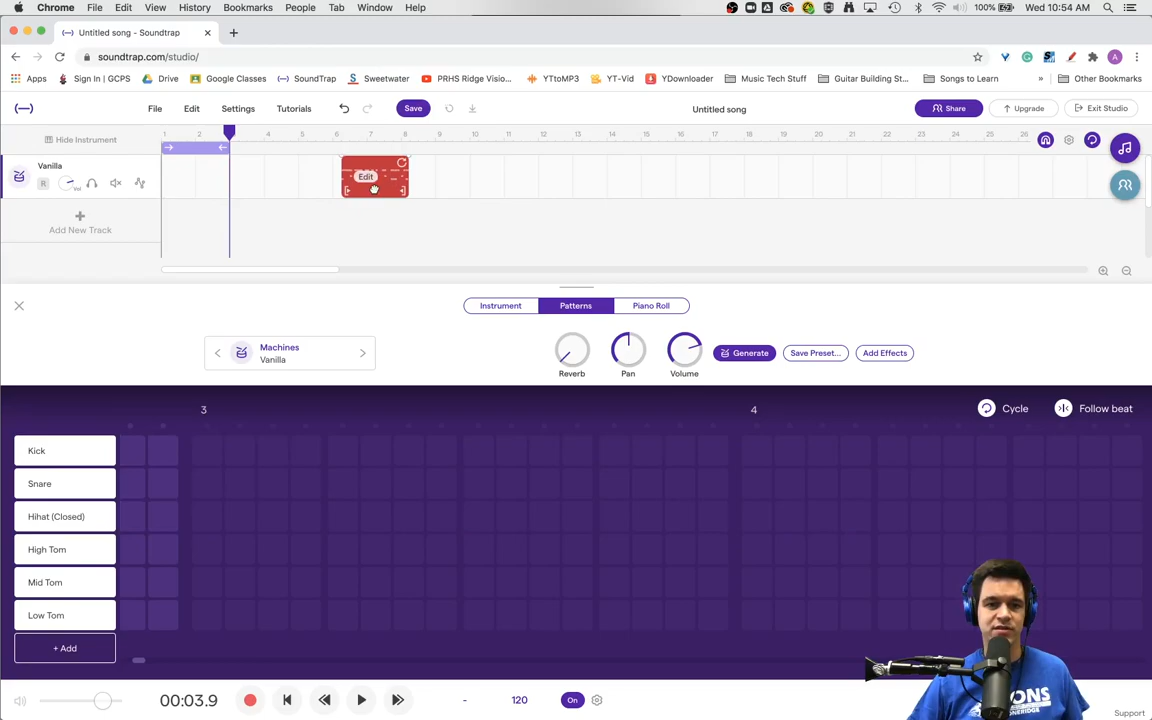 Chrome File Edit View History Bookmarks People Tab Window Help
100% Wed 10:54 AM
Untitled song - Soundtrap
soundtrap.com/studio/
Apps Sign In | GCPS Drive Google Classes SoundTrap Sweetwater PRHS Ridge Visio... YTtoMP3 YT-Vid YDownloader Music Tech Stuff Guitar Building St... Songs to Learn » Other Bookmarks
File Edit Settings Tutorials Save Untitled song Share Upgrade Exit Studio
Hide Instrument
1 2 4 5 6 7 8 9 10 11 12 13 14 15 16 17 18 19 20 21 22 23 24 25 26
Vanilla
R Vol
Edit
Add New Track
Instrument Patterns Piano Roll
Machines
Vanilla
Generate Save Preset... Add Effects
Reverb Pan Volume
3 4 Cycle Follow beat
Kick
Snare
Hihat (Closed)
High Tom
Mid Tom
Low Tom
+ Add
00:03.9 - 120 On
Support